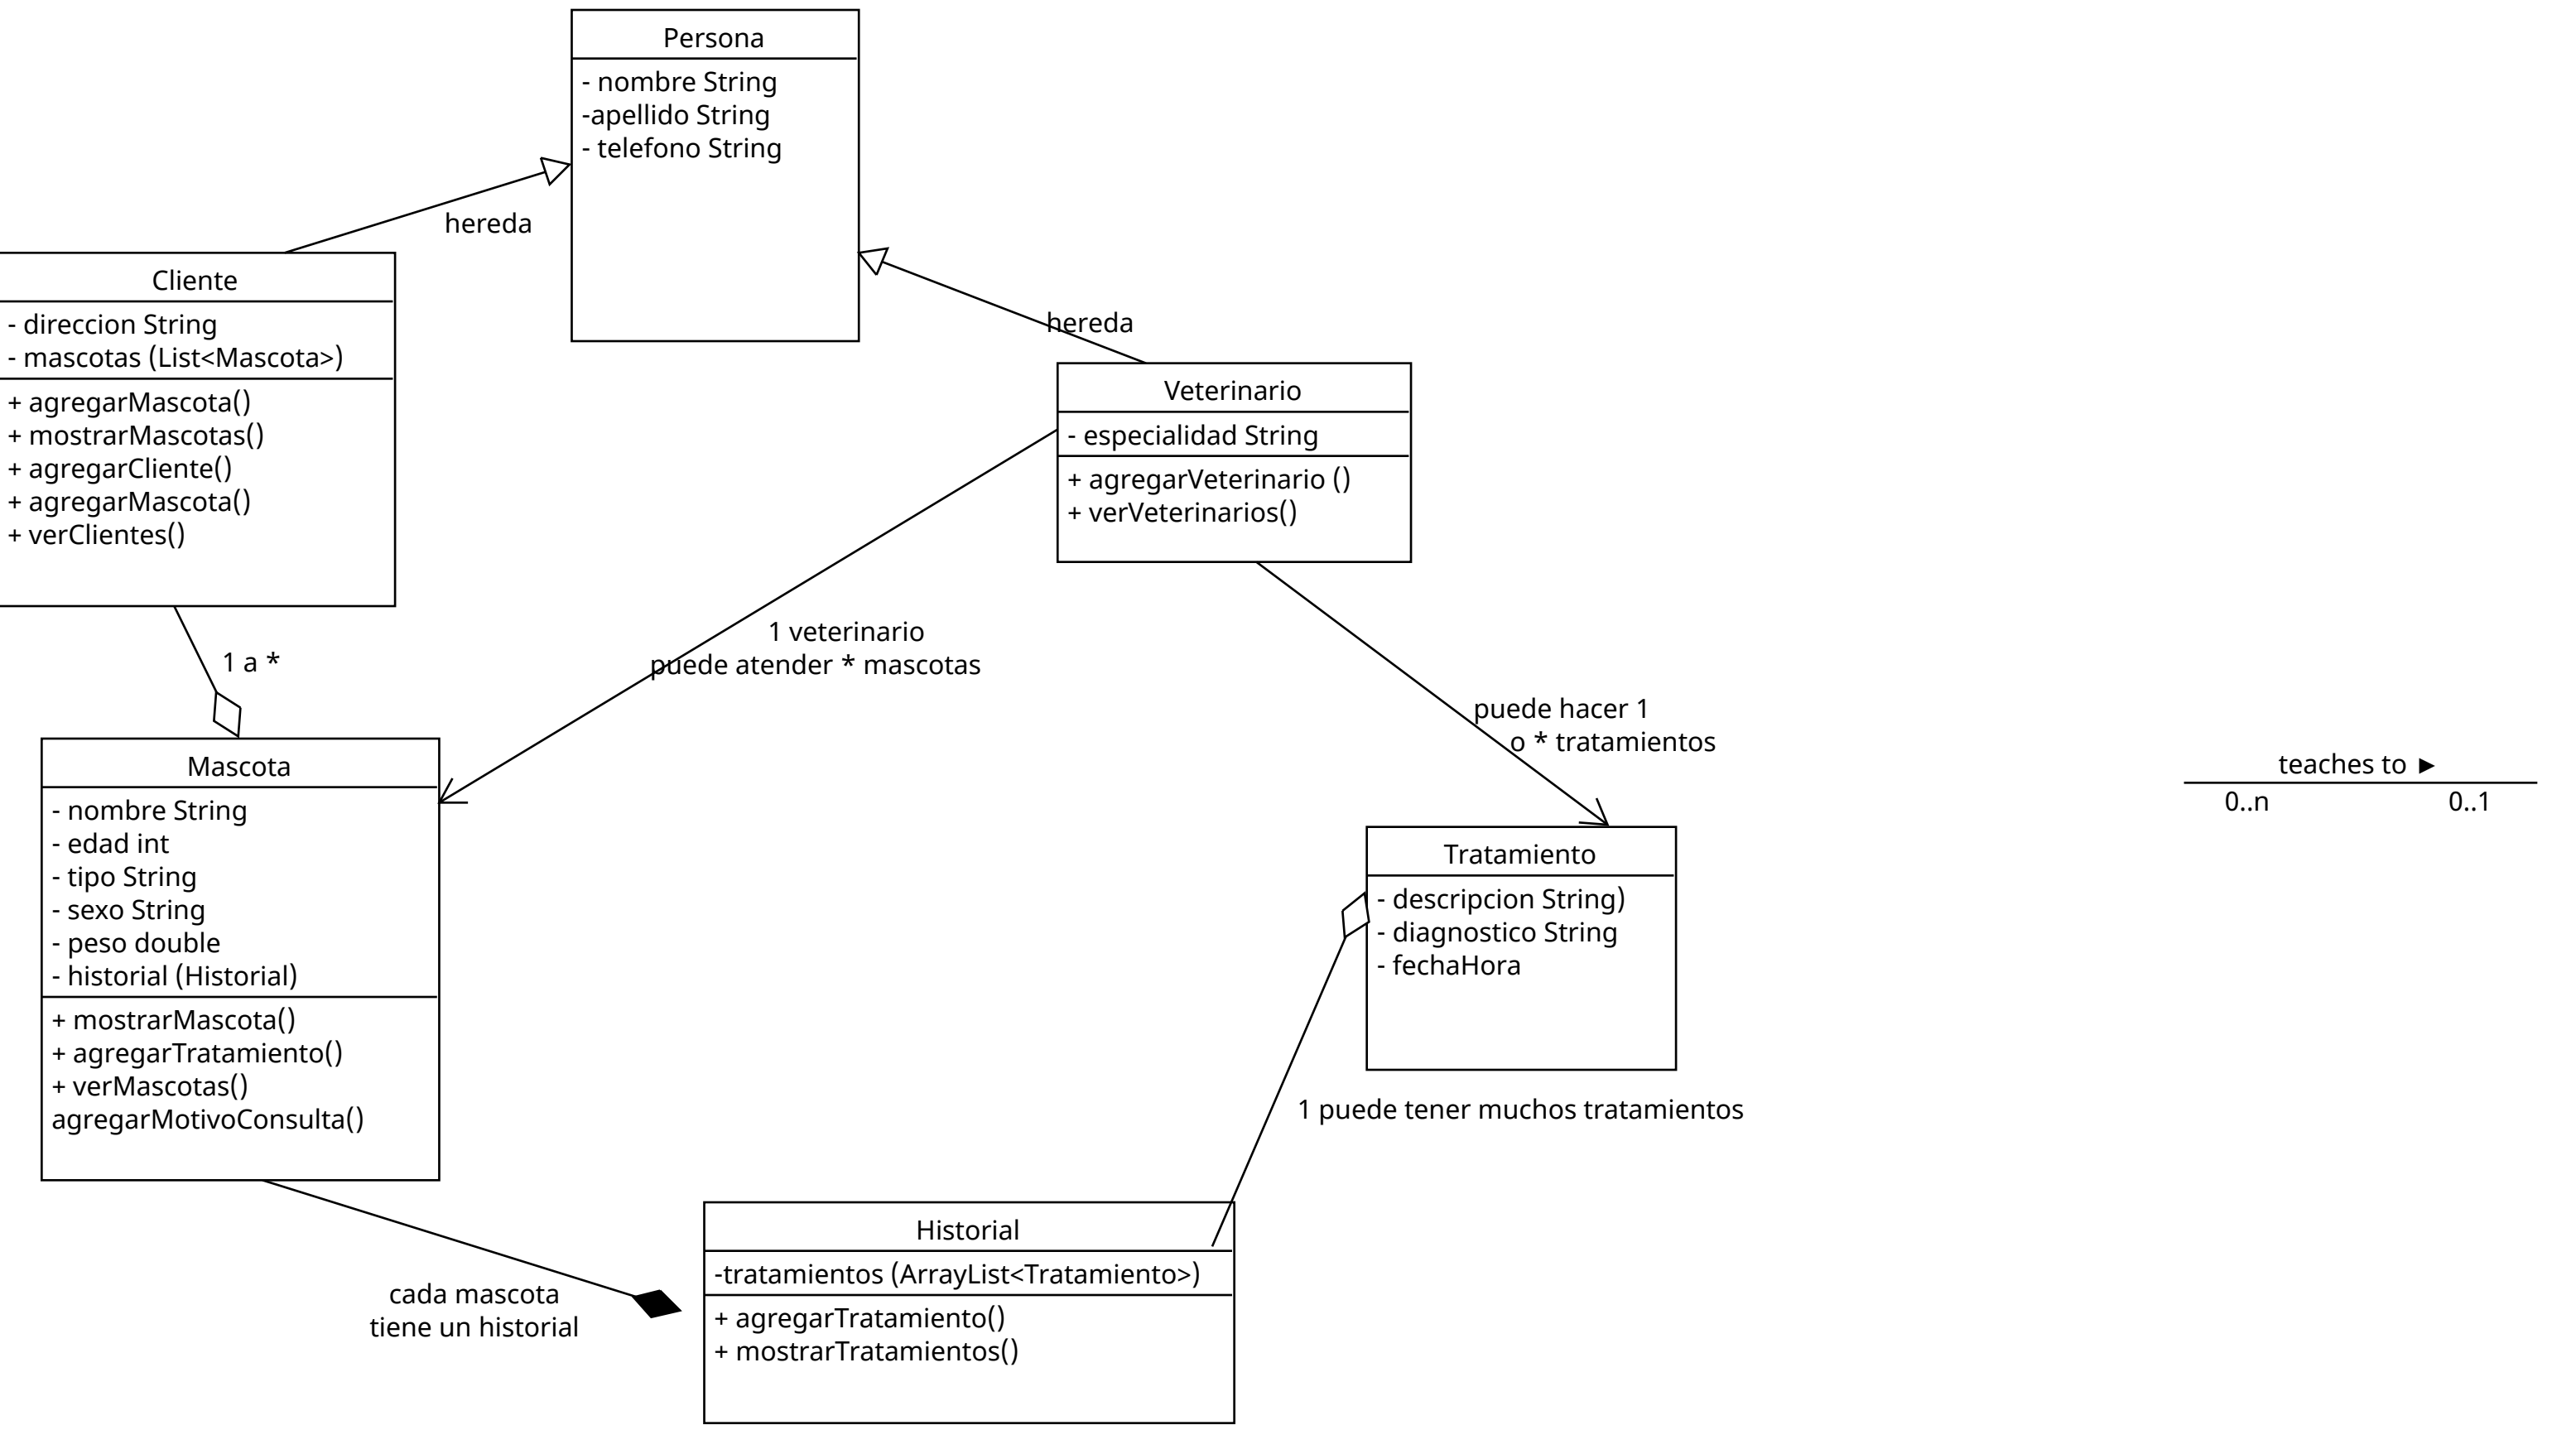 Persona
- nombre String
-apellido String
- telefono String
hereda
Cliente
- direccion String
- mascotas (List<Mascota>)
+ agregarMascota()
+ mostrarMascotas()
+ agregarCliente()
+ agregarMascota()
+ verClientes()
hereda
Veterinario
- especialidad String
+ agregarVeterinario ()
+ verVeterinarios()
1 a *
1 veterinario
puede atender * mascotas
puede hacer 1
o * tratamientos
teaches to ►
0..n 0..1
Mascota
- nombre String
- edad int
- tipo String
- sexo String
- peso double
- historial (Historial)
+ mostrarMascota()
+ agregarTratamiento()
+ verMascotas()
agregarMotivoConsulta()
Tratamiento
- descripcion String)
- diagnostico String
- fechaHora
1 puede tener muchos tratamientos
cada mascota
tiene un historial
Historial
-tratamientos (ArrayList<Tratamiento>)
+ agregarTratamiento()
+ mostrarTratamientos()